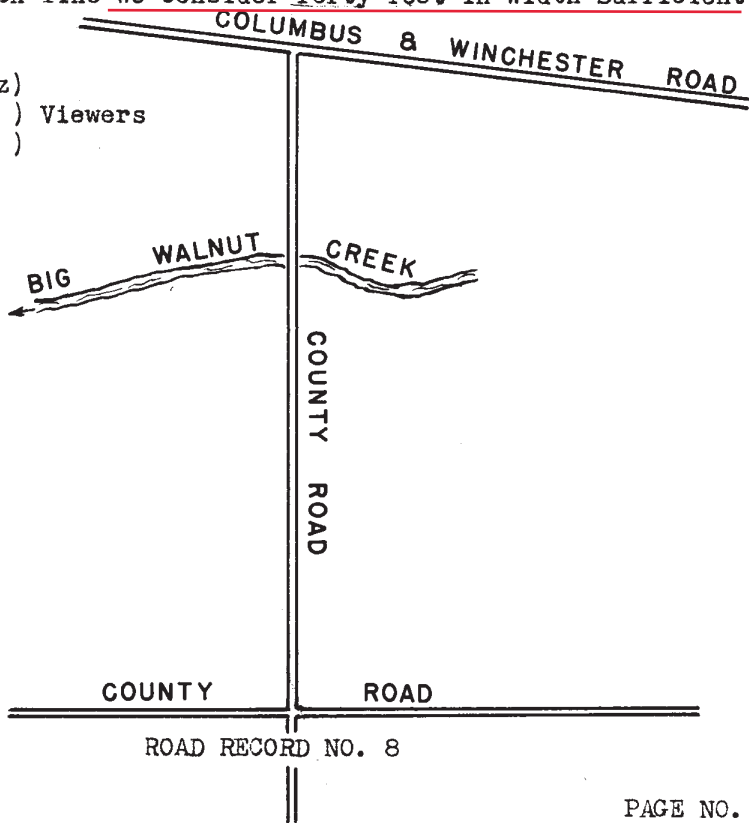 line we consider forty feet in width sufficient
COLUMBUS & WINCHESTER ROAD
z)
) Viewers
)
BIG WALNUT CREEK
COUNTY ROAD
COUNTY ROAD
ROAD RECORD NO. 8
PAGE NO.